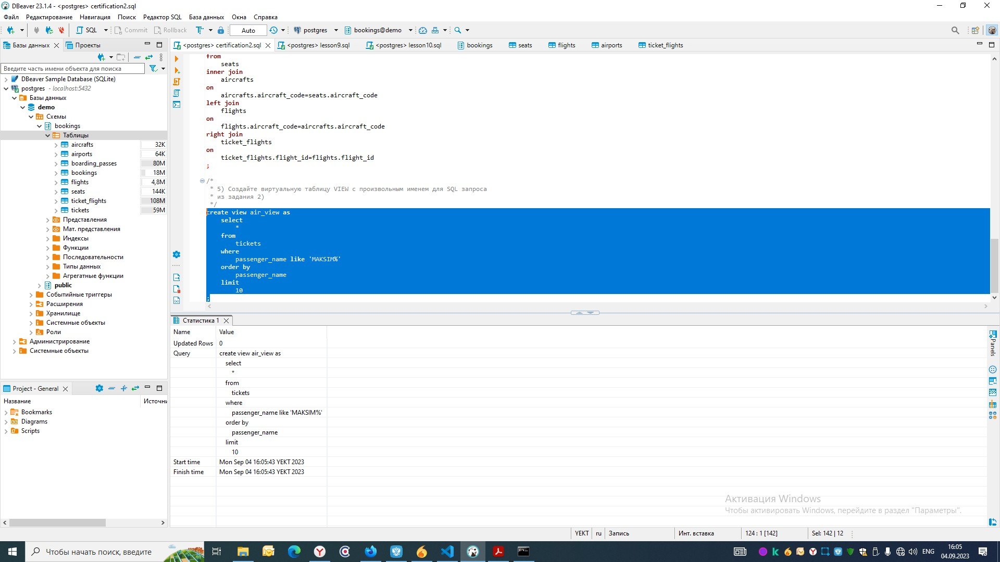 DBeaver 23.1.4 - <postgres> certification2.sql
Файл Редактирование Навигация Поиск Редактор SQL База данных Окна Справка
SQL Commit Rollback Auto postgres bookings@demo
Базы данных Проекты
Введите часть имени объекта для поиска
DBeaver Sample Database (SQLite)
postgres - localhost:5432
Базы данных
demo
Схемы
bookings
Таблицы
aircrafts 32K
airports 64K
boarding_passes 80M
bookings 18M
flights 4,8M
seats 144K
ticket_flights 108M
tickets 59M
Представления
Мат. представления
Индексы
Функции
Последовательности
Типы данных
Агрегатные функции
public
Событийные триггеры
Расширения
Хранилище
Системные объекты
Роли
Администрирование
Системные объекты
Project - General
Название Источни
Bookmarks
Diagrams
Scripts
<postgres> certification2.sql <postgres> lesson9.sql <postgres> lesson10.sql bookings seats flights airports ticket_flights
from
seats
inner join
aircrafts
on
aircrafts.aircraft_code=seats.aircraft_code
left join
flights
on
flights.aircraft_code=aircrafts.aircraft_code
right join
ticket_flights
on
ticket_flights.flight_id=flights.flight_id
;
/*
* 5) Создайте виртуальную таблицу VIEW с произвольным именем для SQL запроса
* из задания 2)
*/
create view air_view as
select
*
from
tickets
where
passenger_name like 'MAKSIM%'
order by
passenger_name
limit
10
;
Статистика 1
Name Value
Updated Rows 0
Query create view air_view as
select
*
from
tickets
where
passenger_name like 'MAKSIM%'
order by
passenger_name
limit
10
Start time Mon Sep 04 16:05:43 YEKT 2023
Finish time Mon Sep 04 16:05:43 YEKT 2023
Panels
Активация Windows
Чтобы активировать Windows, перейдите в раздел "Параметры".
YEKT ru Запись Инт. вставка 124 : 1 [142] Sel: 142 | 12
Чтобы начать поиск, введите
ENG
16:05
04.09.2023